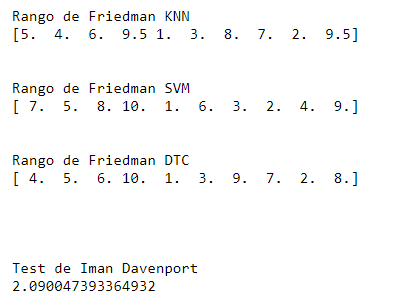 Rango de Friedman KNN
[5.  4.  6.  9.5 1.  3.  8.  7.  2.  9.5]
Rango de Friedman SVM
[ 7.  5.  8. 10.  1.  6.  3.  2.  4.  9.]
Rango de Friedman DTC
[ 4.  5.  6. 10.  1.  3.  9.  7.  2.  8.]
Test de Iman Davenport
2.090047393364932